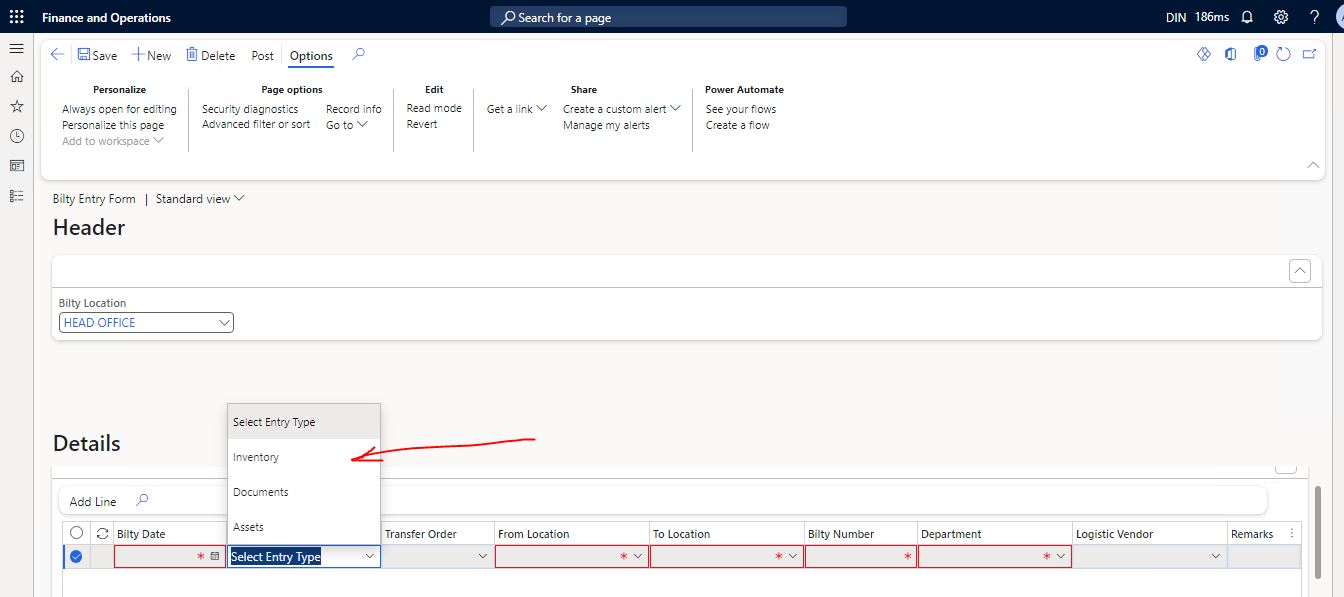 Finance and Operations
Search for a page
DIN 186ms
Save New Delete Post Options
0
Personalize
Always open for editing
Personalize this page
Add to workspace
Page options
Security diagnostics Record info
Advanced filter or sort Go to
Edit
Read mode
Revert
Get a link
Share
Create a custom alert
Manage my alerts
Power Automate
See your flows
Create a flow
Bilty Entry Form | Standard view
Header
Bilty Location
HEAD OFFICE
Details
Select Entry Type
Inventory
Documents
Assets
Add Line
Bilty Date Transfer Order From Location To Location Bilty Number Department Logistic Vendor Remarks
* Select Entry Type * * * *